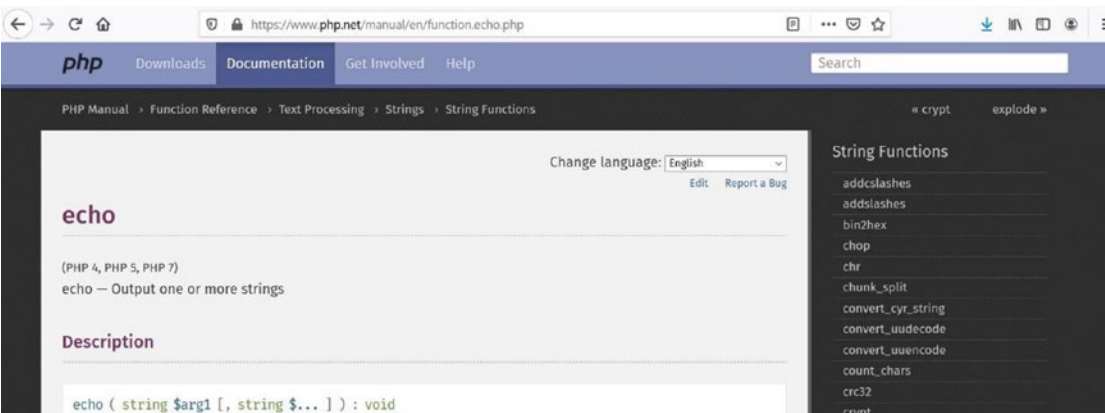 https://www.php.net/manual/en/function.echo.php
php Downloads Documentation Get Involved Help Search
PHP Manual › Function Reference › Text Processing › Strings › String Functions « crypt explode »
Change language: English
Edit Report a Bug
echo
(PHP 4, PHP 5, PHP 7)
echo — Output one or more strings
Description
echo ( string $arg1 [, string $... ] ) : void
String Functions
addcslashes
addslashes
bin2hex
chop
chr
chunk_split
convert_cyr_string
convert_uudecode
convert_uuencode
count_chars
crc32
crypt